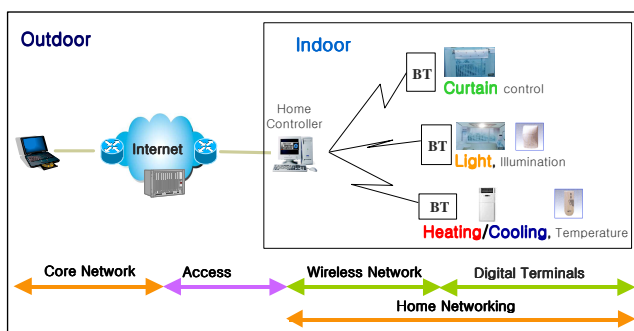 Outdoor
Indoor
BT
Curtain control
Home
Controller
Internet
BT
Light, Illumination
BT
Heating/Cooling, Temperature
Core Network
Access
Wireless Network
Digital Terminals
Home Networking